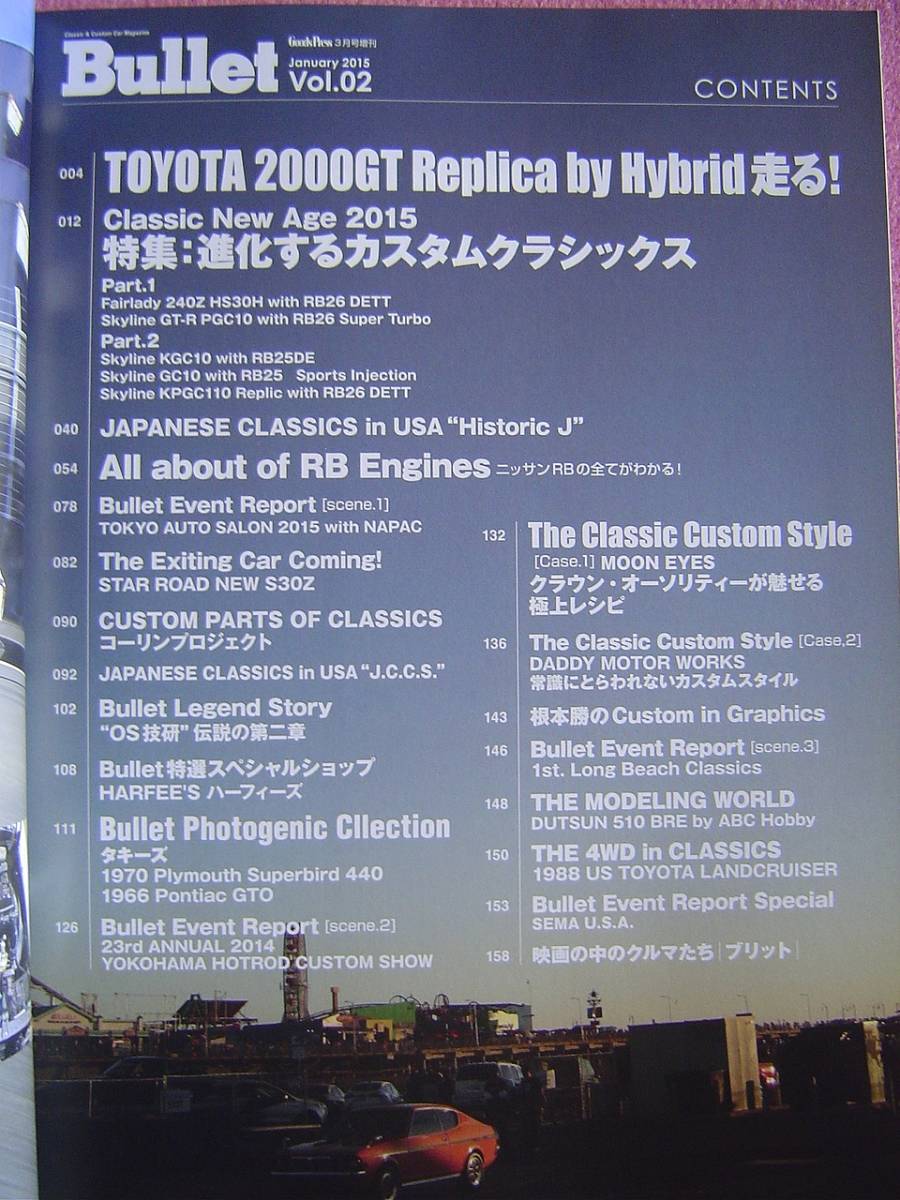 Classic & Custom Car Magazine
Bullet
GoodsPress 3月号増刊
January 2015
Vol.02
CONTENTS
004 TOYOTA 2000GT Replica by Hybrid 走る!
012 Classic New Age 2015
特集:進化するカスタムクラシックス
Part.1
Fairlady 240Z HS30H with RB26 DETT
Skyline GT-R PGC10 with RB26 Super Turbo
Part.2
Skyline KGC10 with RB25DE
Skyline GC10 with RB25 Sports Injection
Skyline KPGC110 Replic with RB26 DETT
040 JAPANESE CLASSICS in USA “Historic J”
054 All about of RB Engines ニッサンRBの全てがわかる!
078 Bullet Event Report [scene.1]
TOKYO AUTO SALON 2015 with NAPAC
082 The Exiting Car Coming!
STAR ROAD NEW S30Z
090 CUSTOM PARTS OF CLASSICS
コーリンプロジェクト
092 JAPANESE CLASSICS in USA “J.C.C.S.”
102 Bullet Legend Story
“OS技研” 伝説の第二章
108 Bullet特選スペシャルショップ
HARFEE'S ハーフィーズ
111 Bullet Photogenic Cllection
タキーズ
1970 Plymouth Superbird 440
1966 Pontiac GTO
126 Bullet Event Report [scene.2]
23rd ANNUAL 2014
YOKOHAMA HOTROD CUSTOM SHOW
132 The Classic Custom Style
[Case.1] MOON EYES
クラウン・オーソリティーが魅せる
極上レシピ
136 The Classic Custom Style [Case,2]
DADDY MOTOR WORKS
常識にとらわれないカスタムスタイル
143 根本勝のCustom in Graphics
146 Bullet Event Report [scene.3]
1st. Long Beach Classics
148 THE MODELING WORLD
DUTSUN 510 BRE by ABC Hobby
150 THE 4WD in CLASSICS
1988 US TOYOTA LANDCRUISER
153 Bullet Event Report Special
SEMA U.S.A.
158 映画の中のクルマたち|ブリット|